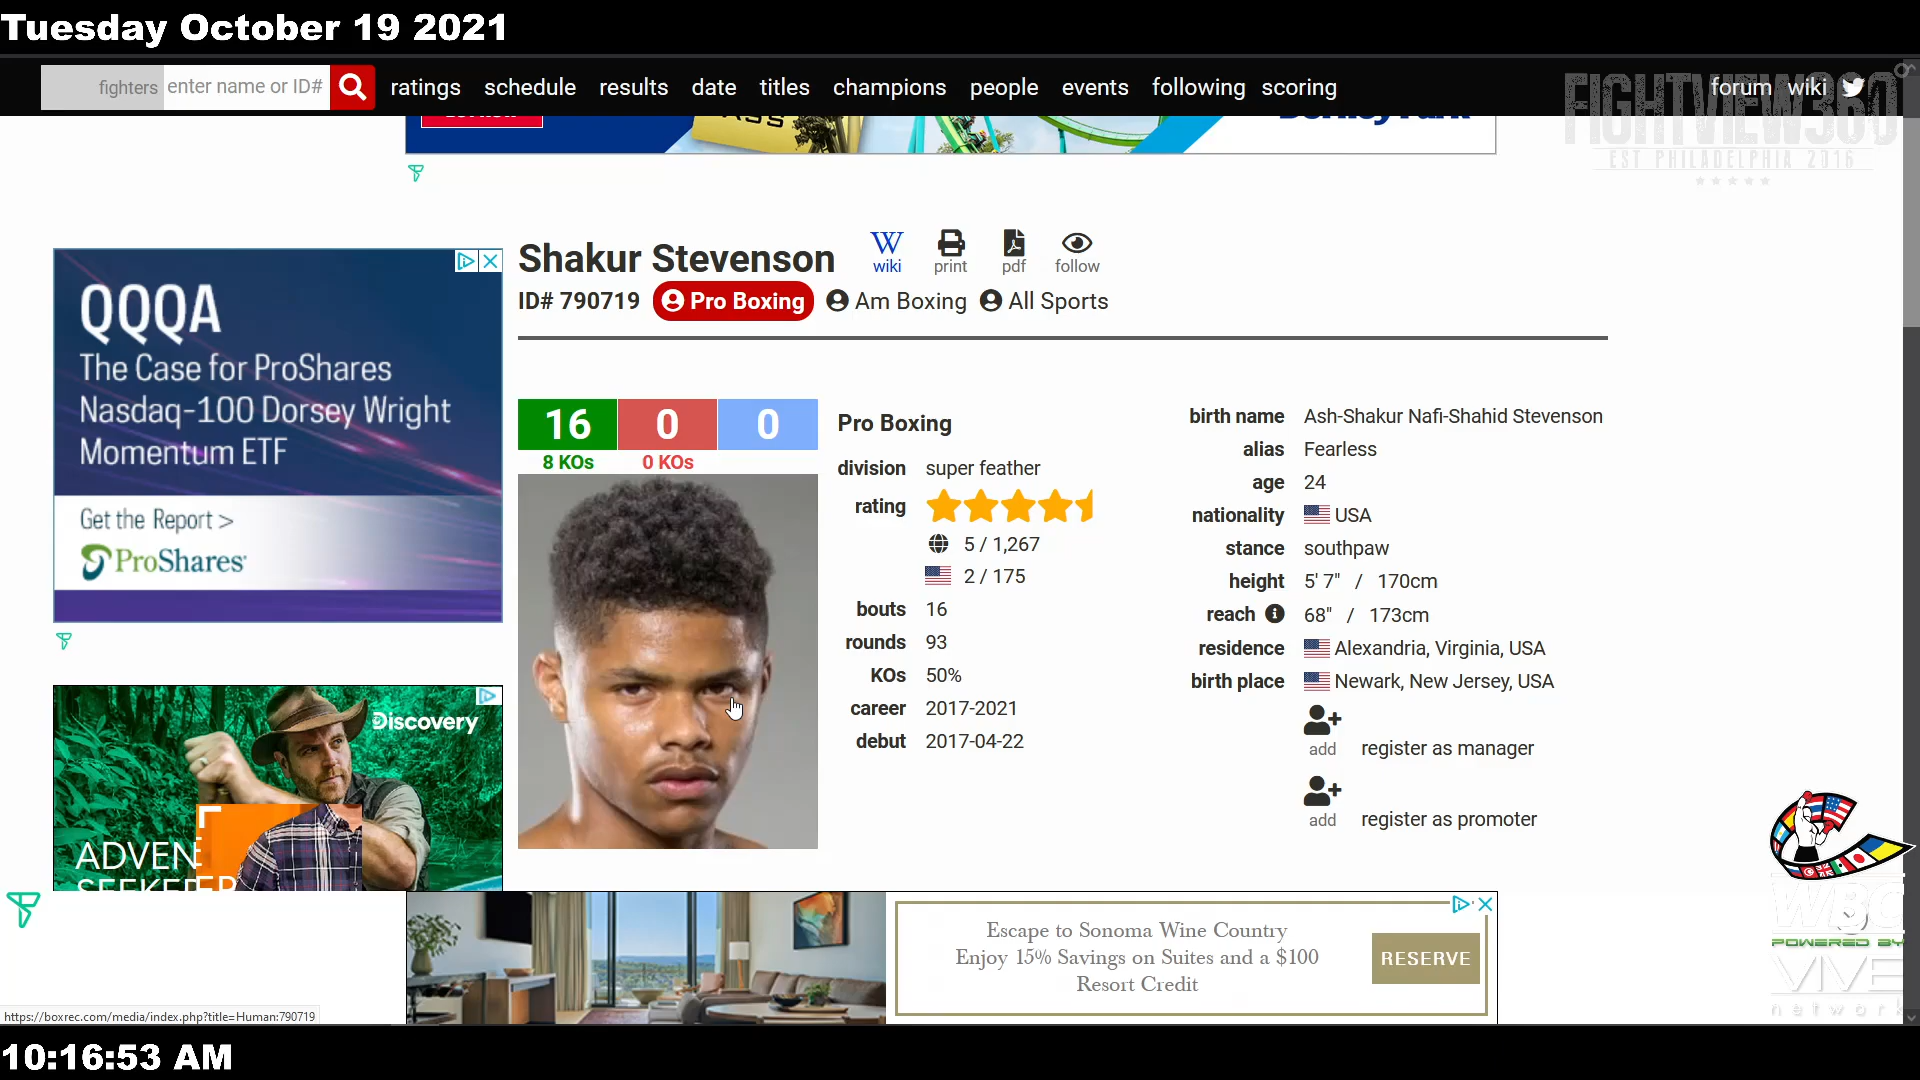 Tuesday October 19 2021
fighters enter name or ID# ratings schedule results date titles champions people events following scoring forum wiki
FIGHTVIEW360
EST PHILADELPHIA 2016
QQQA
The Case for ProShares
Nasdaq-100 Dorsey Wright
Momentum ETF
Get the Report >
ProShares
Shakur Stevenson
wiki print pdf follow
ID# 790719 Pro Boxing Am Boxing All Sports
16 0 0
8 KOs 0 KOs
Pro Boxing
division super feather
rating
5 / 1,267
2 / 175
bouts 16
rounds 93
KOs 50%
career 2017-2021
debut 2017-04-22
birth name Ash-Shakur Nafi-Shahid Stevenson
alias Fearless
age 24
nationality USA
stance southpaw
height 5' 7" / 170cm
reach 68" / 173cm
residence Alexandria, Virginia, USA
birth place Newark, New Jersey, USA
add register as manager
add register as promoter
Discovery
ADVEN
Escape to Sonoma Wine Country
Enjoy 15% Savings on Suites and a $100
Resort Credit
RESERVE
WBC
POWERED BY
VIVE
network
https://boxrec.com/media/index.php?title=Human:790719
10:16:53 AM